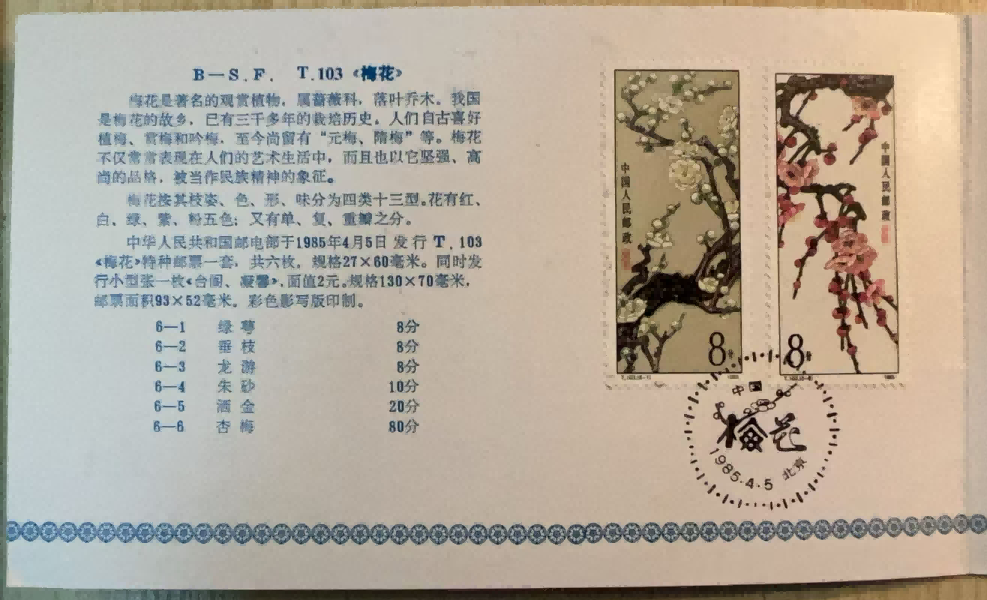 B—S.F. T.103《梅花》
梅花是著名的观赏植物，属蔷薇科，落叶乔木。我国
是梅花的故乡，已有三千多年的栽培历史。人们自古喜好
植梅、赏梅和吟梅，至今尚留有“元梅、隋梅”等。梅花
不仅常常表现在人们的艺术生活中，而且也以它坚强、高
尚的品格，被当作民族精神的象征。
梅花按其枝姿、色、形、味分为四类十三型。花有红、
白、绿、紫、粉五色；又有单、复、重瓣之分。
中华人民共和国邮电部于1985年4月5日发行T.103
《梅花》特种邮票一套，共六枚，规格27×60毫米。同时发
行小型张一枚《台阁、凝馨》，面值2元。规格130×70毫米，
邮票面积93×52毫米。彩色影写版印制。
6—1 绿萼 8分
6—2 垂枝 8分
6—3 龙游 8分
6—4 朱砂 10分
6—5 洒金 20分
6—6 杏梅 80分
中国人民邮政
8分
中国人民邮政
8分
中国
梅花
1985.4.5 北京